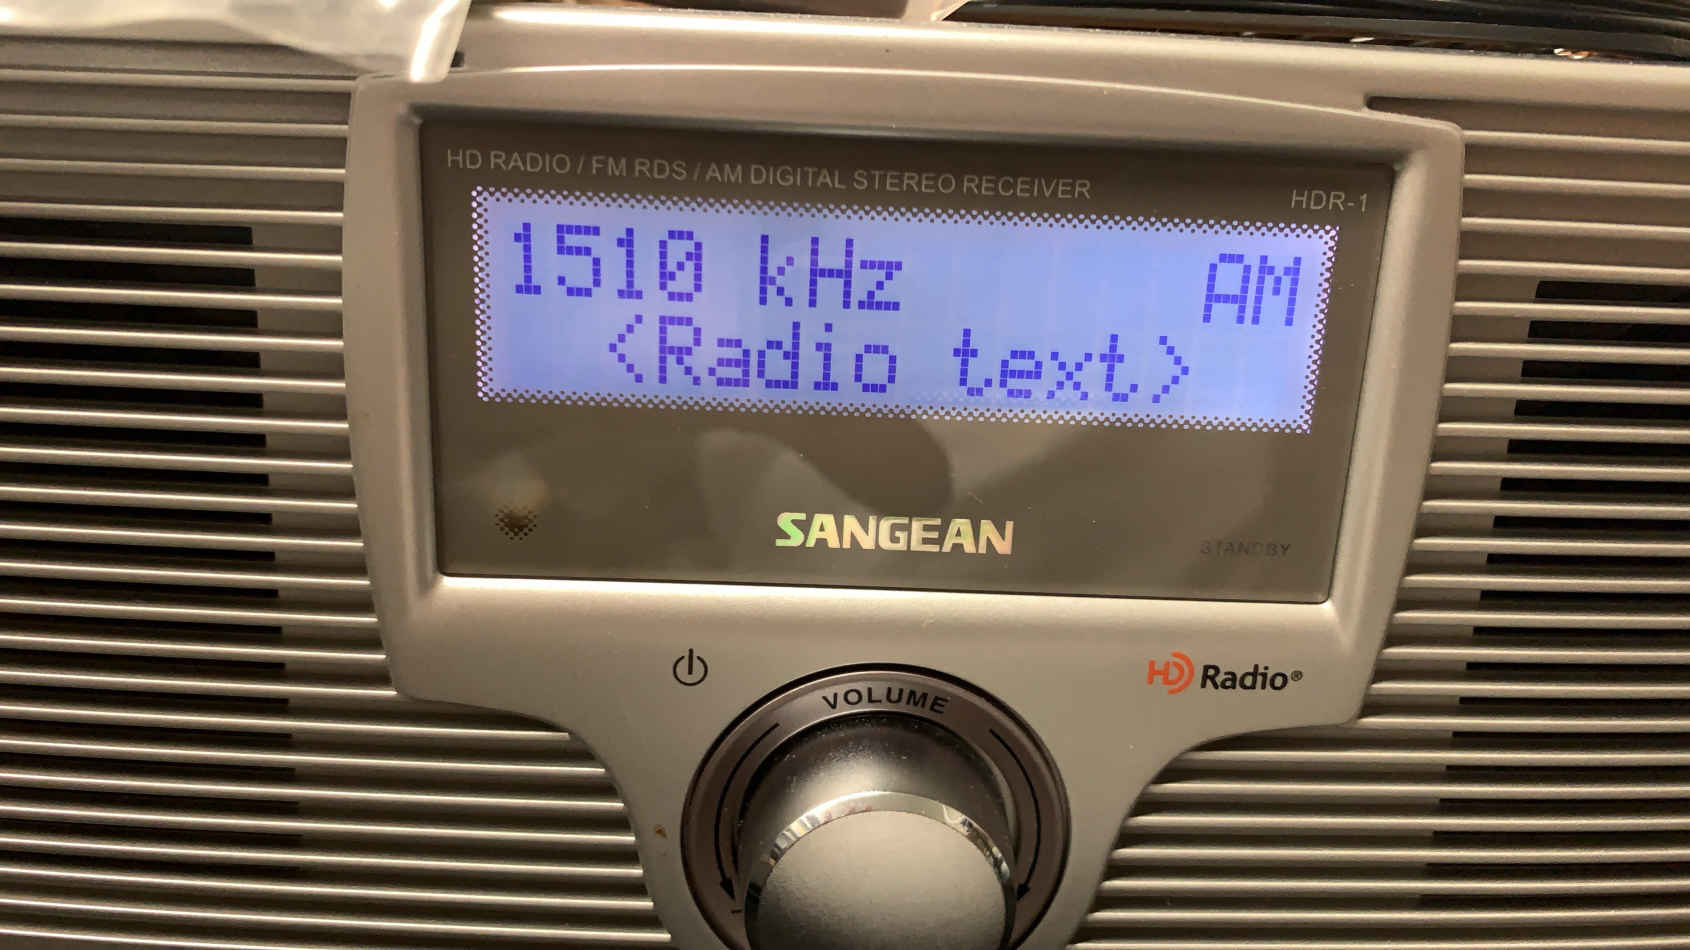 HD RADIO / FM RDS / AM DIGITAL STEREO RECEIVER
HDR-1
1510 kHz AM
<Radio text>
SANGEAN
STANDBY
HD Radio®
VOLUME